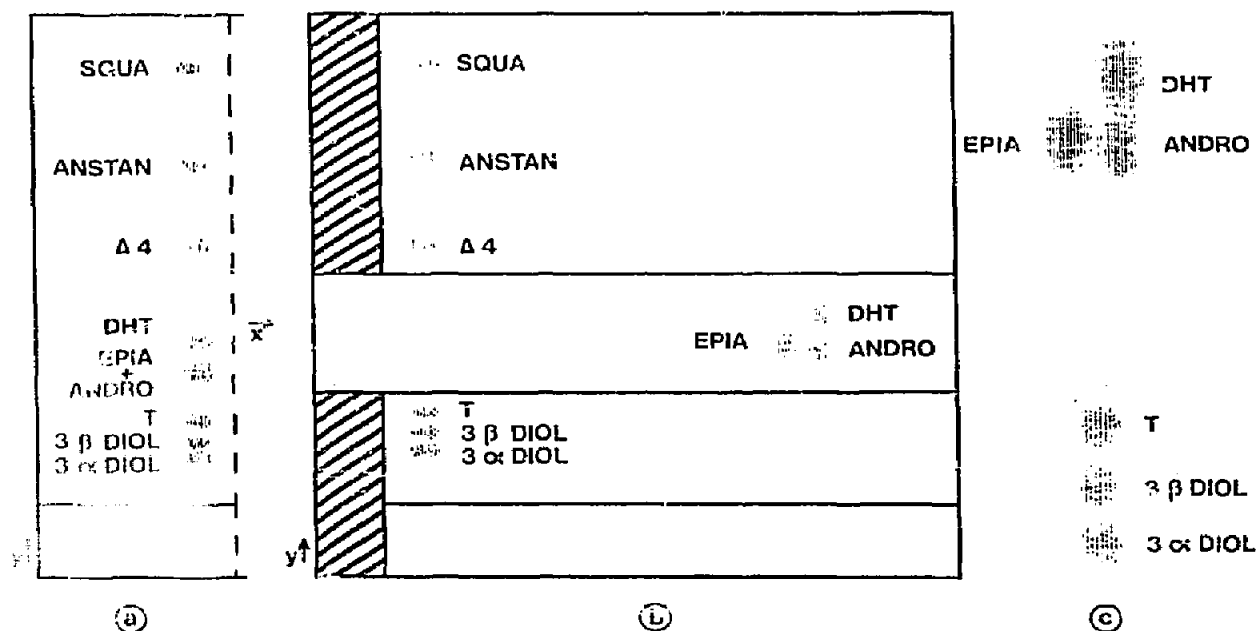 SQUA
ANSTAN
Δ 4
DHT
EPIA
+
ANDRO
T
3 β DIOL
3 α DIOL
y
x
a
SQUA
ANSTAN
Δ 4
DHT
EPIA
ANDRO
T
3 β DIOL
3 α DIOL
y
b
DHT
EPIA
ANDRO
T
3 β DIOL
3 α DIOL
c